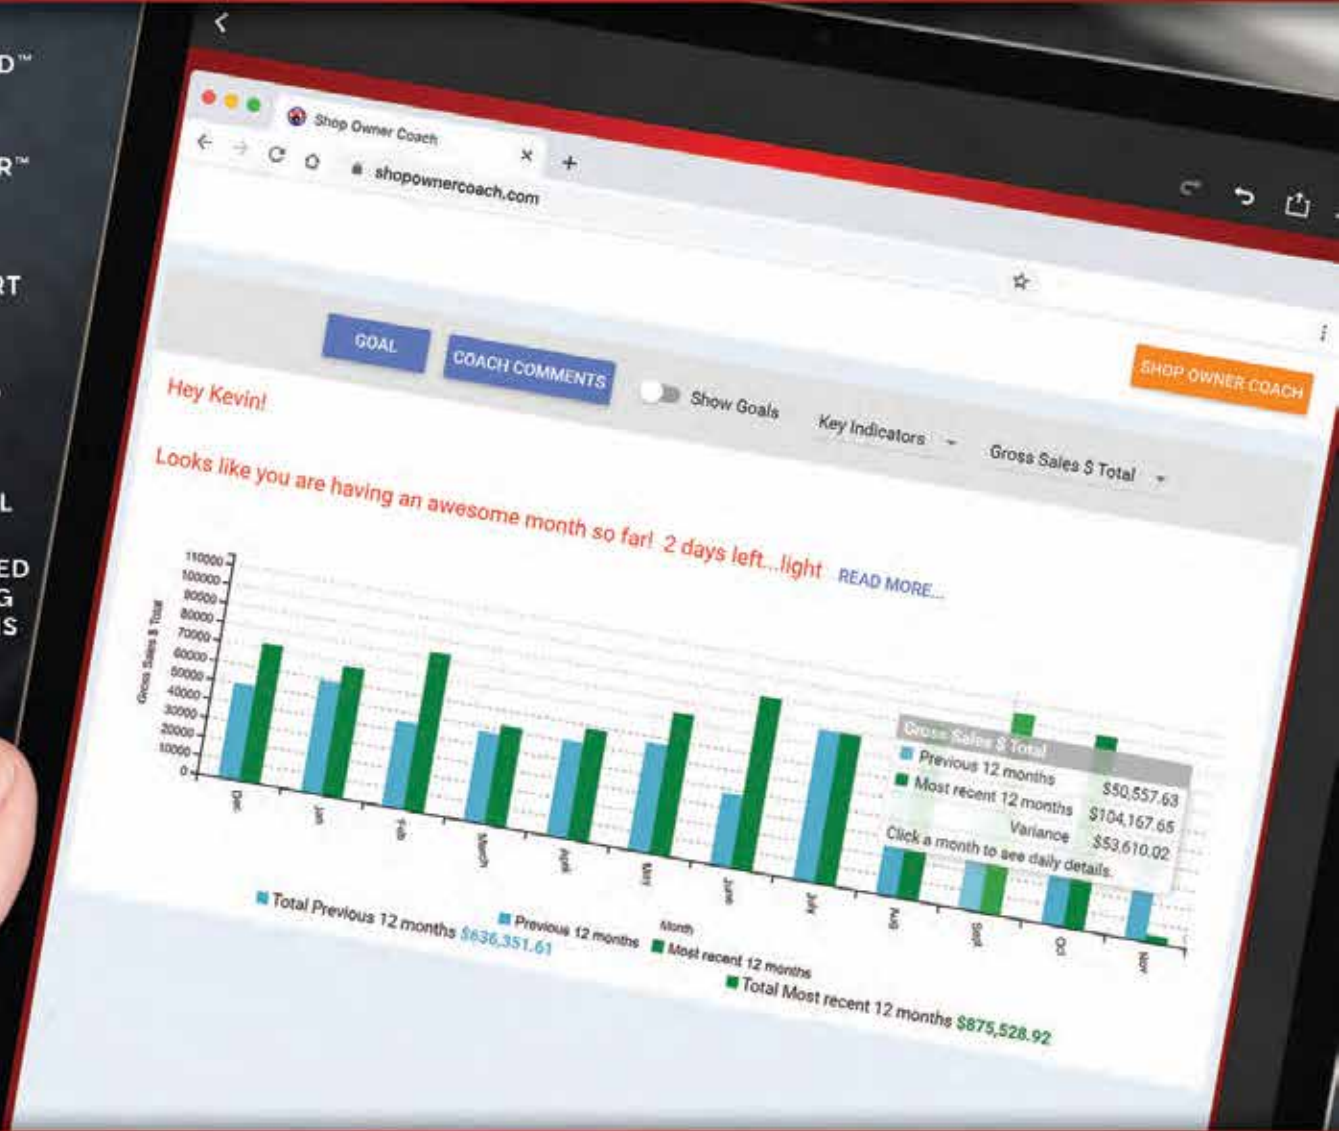 D™
R™
RT
L
ED
G
S
Shop Owner Coach
shopownercoach.com
SHOP OWNER COACH
GOAL
COACH COMMENTS
Show Goals
Key Indicators
Gross Sales $ Total
Hey Kevin!
Looks like you are having an awesome month so far! 2 days left...light READ MORE...
Gross Sales $ Total
110000
100000
90000
80000
70000
60000
50000
40000
30000
20000
10000
0
Gross Sales $ Total
Previous 12 months $50,557.63
Most recent 12 months $104,167.65
Variance $53,610.02
Click a month to see daily details.
Dec
Jan
Feb
March
April
May
June
July
Aug
Sept
Oct
Nov
Month
Previous 12 months
Most recent 12 months
Total Previous 12 months $636,351.61
Total Most recent 12 months $875,528.92